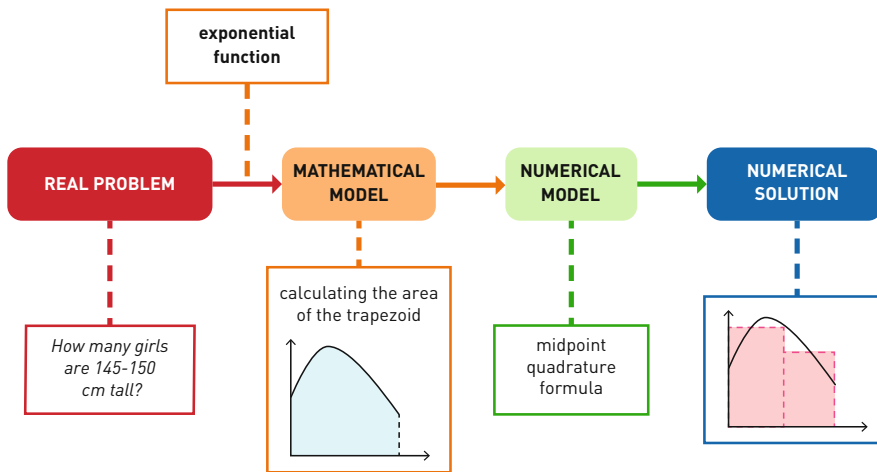 exponential
function
REAL PROBLEM
MATHEMATICAL
MODEL
NUMERICAL
MODEL
NUMERICAL
SOLUTION
How many girls
are 145-150
cm tall?
calculating the area
of the trapezoid
midpoint
quadrature
formula